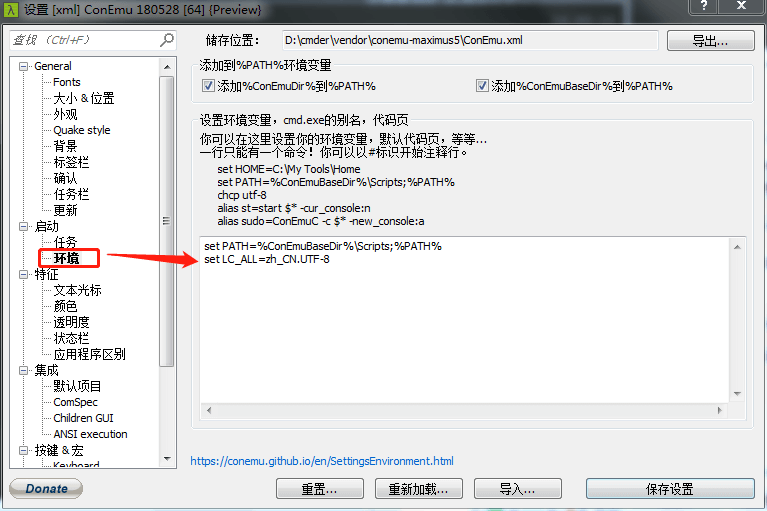 设置 [xml] ConEmu 180528 [64] {Preview}
查找 (Ctrl+F)
储存位置:
D:\cmder\vendor\conemu-maximus5\ConEmu.xml
导出...
General
Fonts
大小 & 位置
外观
Quake style
背景
标签栏
确认
任务栏
更新
启动
任务
环境
特征
文本光标
颜色
透明度
状态栏
应用程序区别
集成
默认项目
ComSpec
Children GUI
ANSI execution
按键 & 宏
Keyboard
添加到%PATH%环境变量
添加%ConEmuDir%到%PATH%
添加%ConEmuBaseDir%到%PATH%
设置环境变量，cmd.exe的别名，代码页
你可在这里设置你的环境变量，默认代码页，等等...
一行只能有一个命令！你可以以#标识开始注释行。
set HOME=C:\My Tools\Home
set PATH=%ConEmuBaseDir%\Scripts;%PATH%
chcp utf-8
alias st=start $* -cur_console:n
alias sudo=ConEmuC -c $* -new_console:a
set PATH=%ConEmuBaseDir%\Scripts;%PATH%
set LC_ALL=zh_CN.UTF-8
https://conemu.github.io/en/SettingsEnvironment.html
Donate
重置...
重新加载...
导入...
保存设置